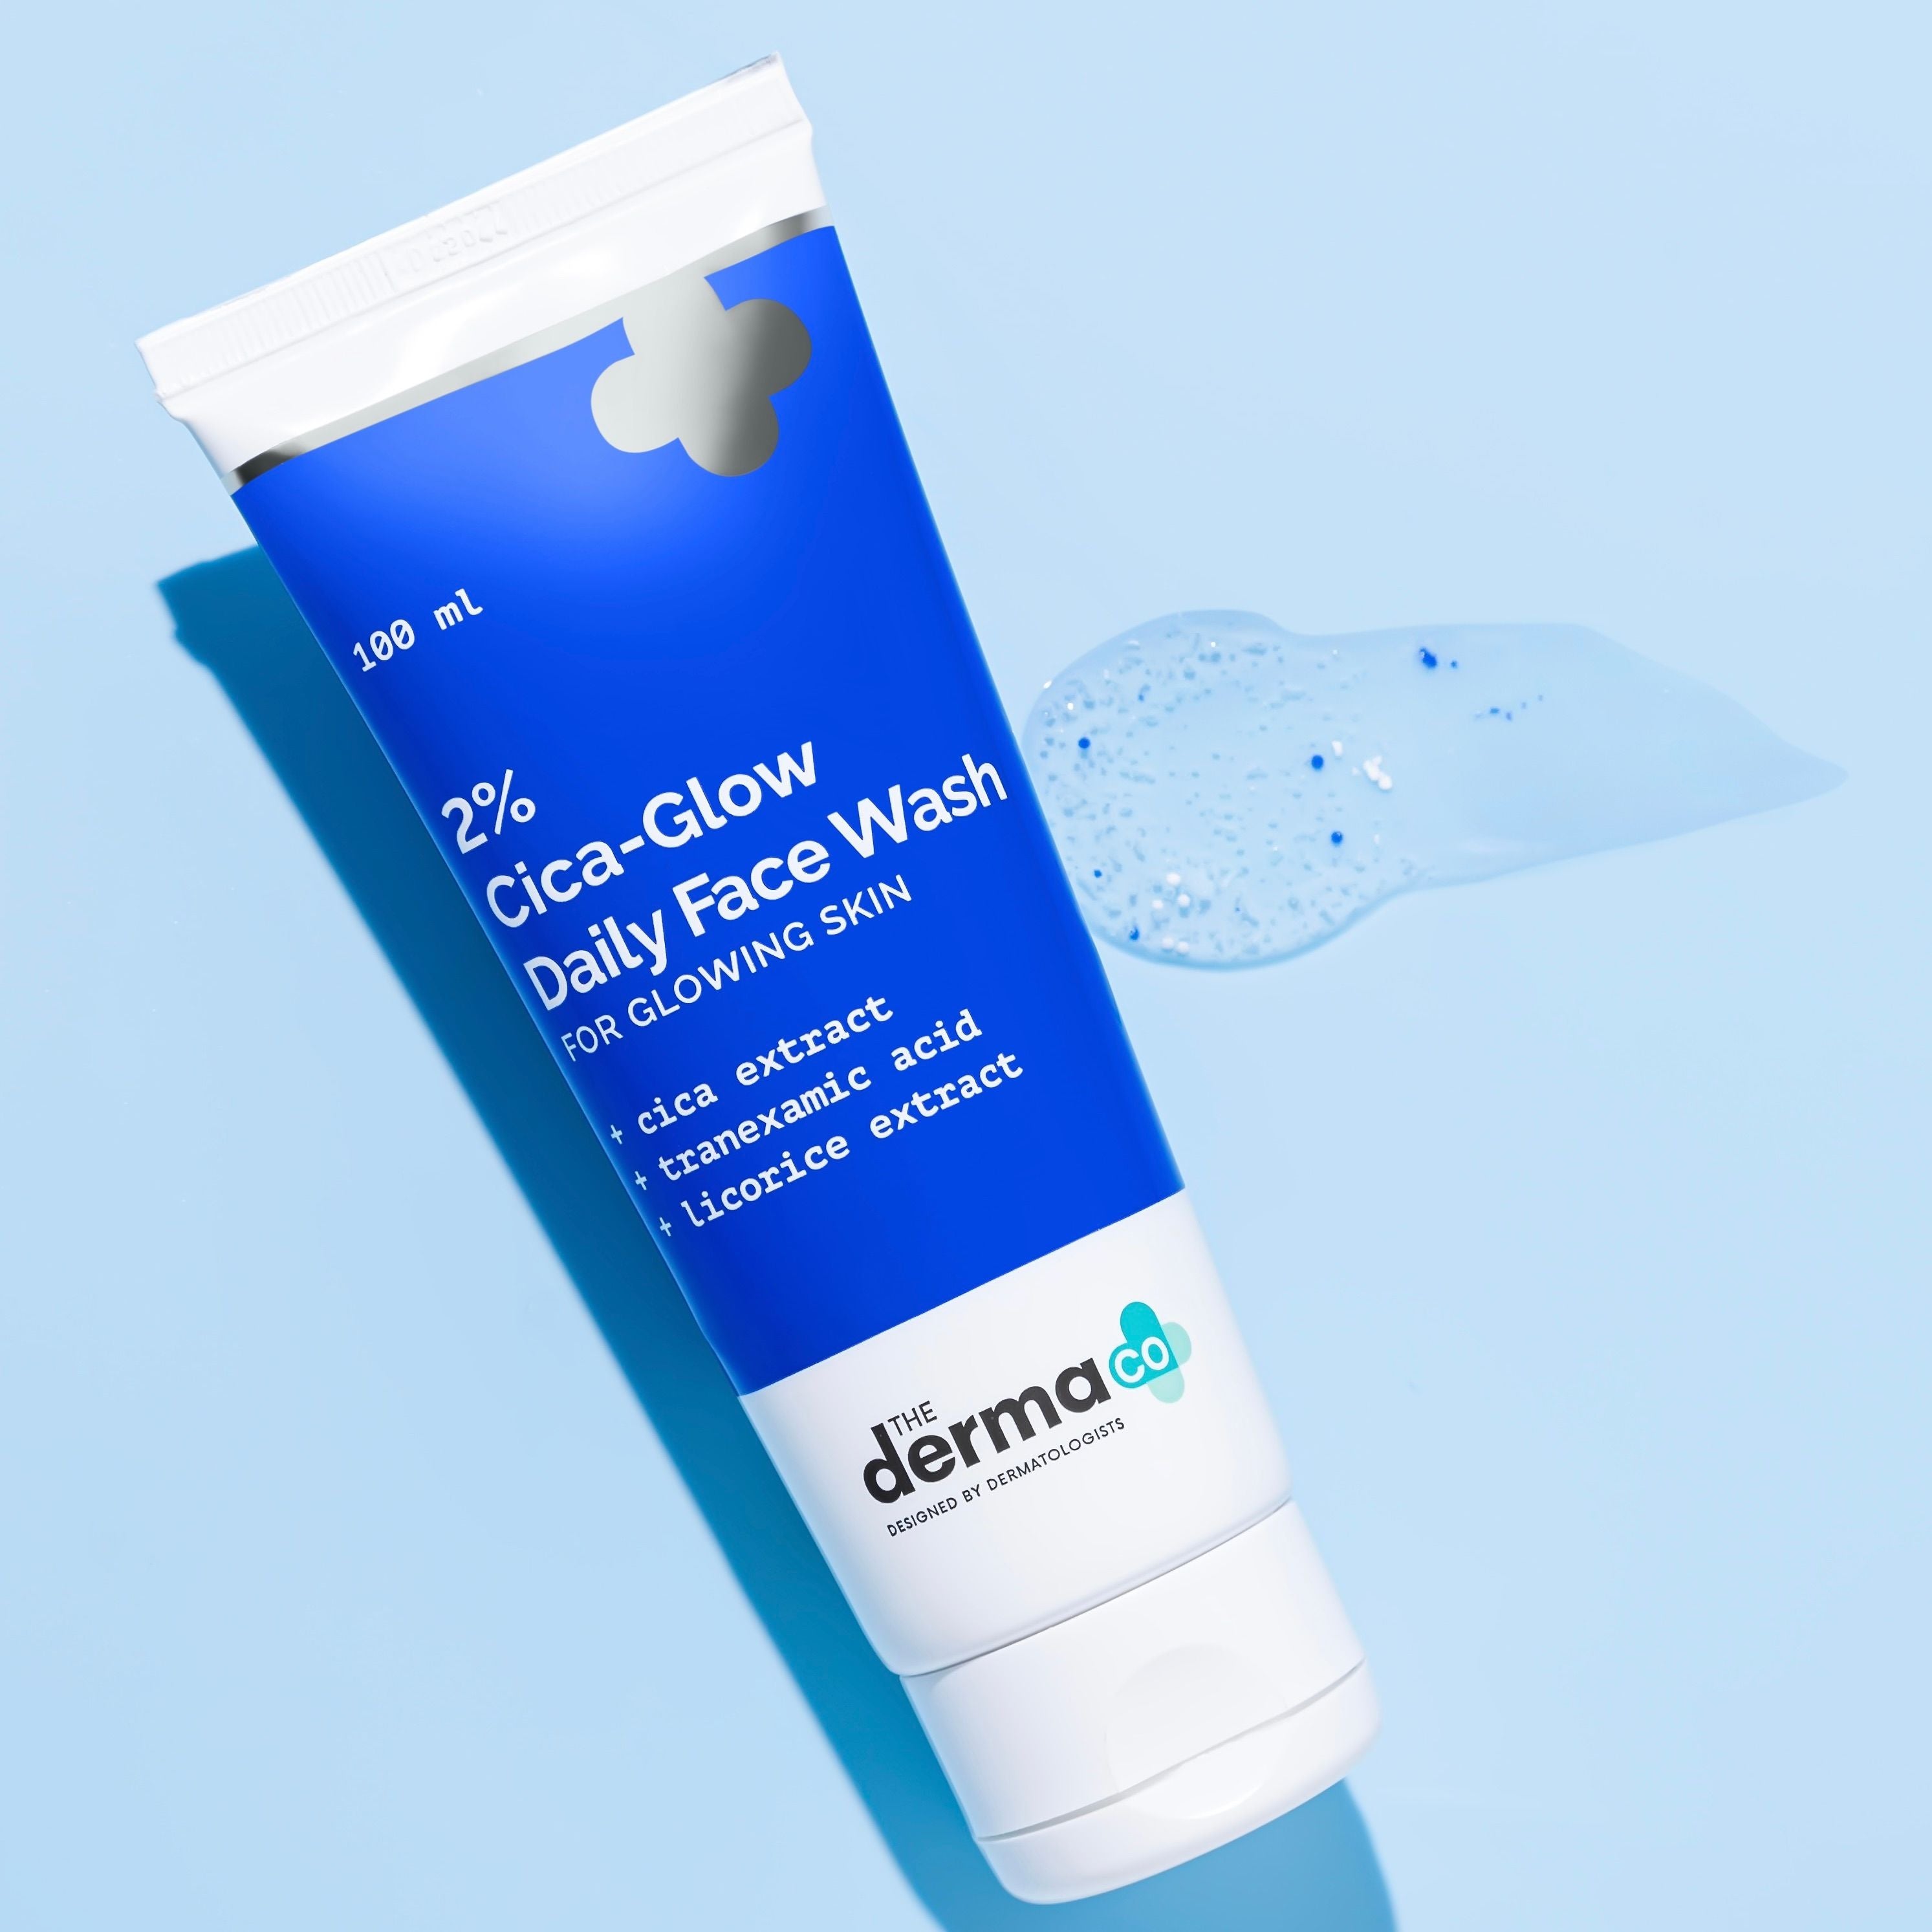 100 ml
2%
Cica-Glow
Daily Face Wash
FOR GLOWING SKIN
+ cica extract
+ tranexamic acid
+ licorice extract
THE
derma co
DESIGNED BY DERMATOLOGISTS